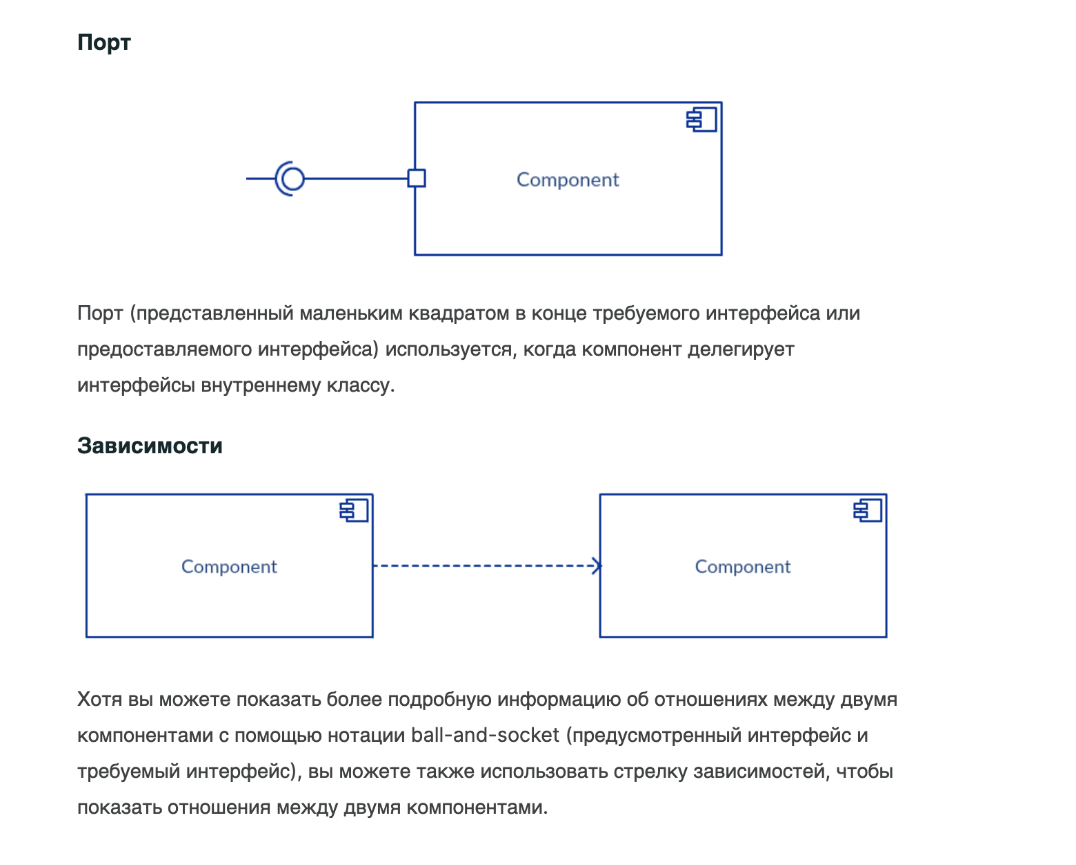 Порт
Component
Порт (представленный маленьким квадратом в конце требуемого интерфейса или
предоставляемого интерфейса) используется, когда компонент делегирует
интерфейсы внутреннему классу.
Зависимости
Component
Component
Хотя вы можете показать более подробную информацию об отношениях между двумя
компонентами с помощью нотации ball-and-socket (предусмотренный интерфейс и
требуемый интерфейс), вы можете также использовать стрелку зависимостей, чтобы
показать отношения между двумя компонентами.